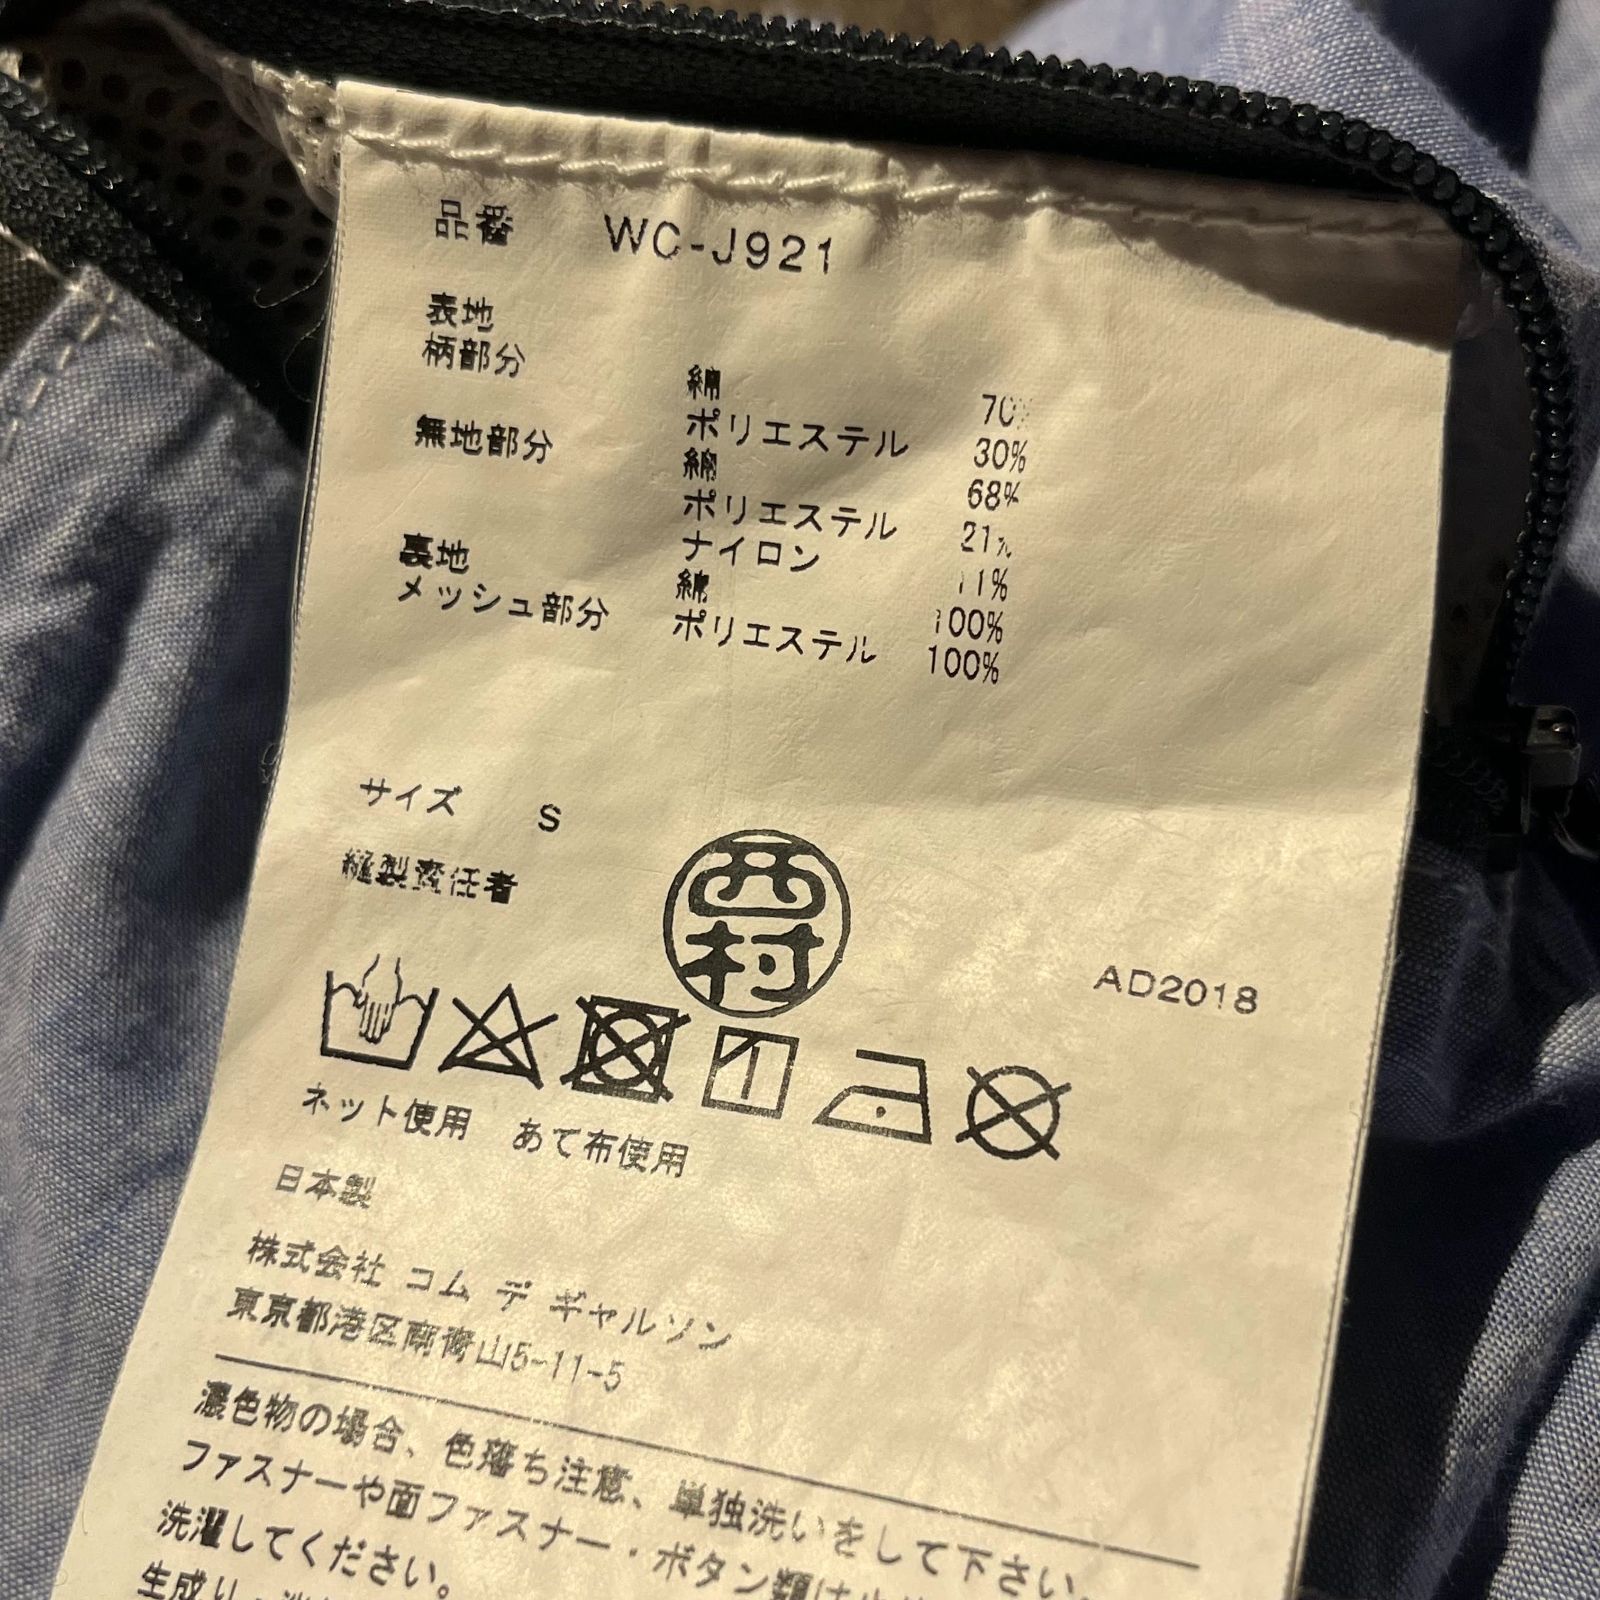 品番 WC-J921
表地
柄部分 綿 70%
ポリエステル 30%
無地部分 綿 68%
ポリエステル 21%
ナイロン 11%
裏地 綿 100%
メッシュ部分 ポリエステル 100%
サイズ S
縫製責任者 西村
AD2018
ネット使用 あて布使用
日本製
株式会社 コム デ ギャルソン
東京都港区南青山5-11-5
濃色物の場合、色落ち注意、単独洗いをして下さい。
ファスナーや面ファスナー・ボタン類は
洗濯してください。
生成り・